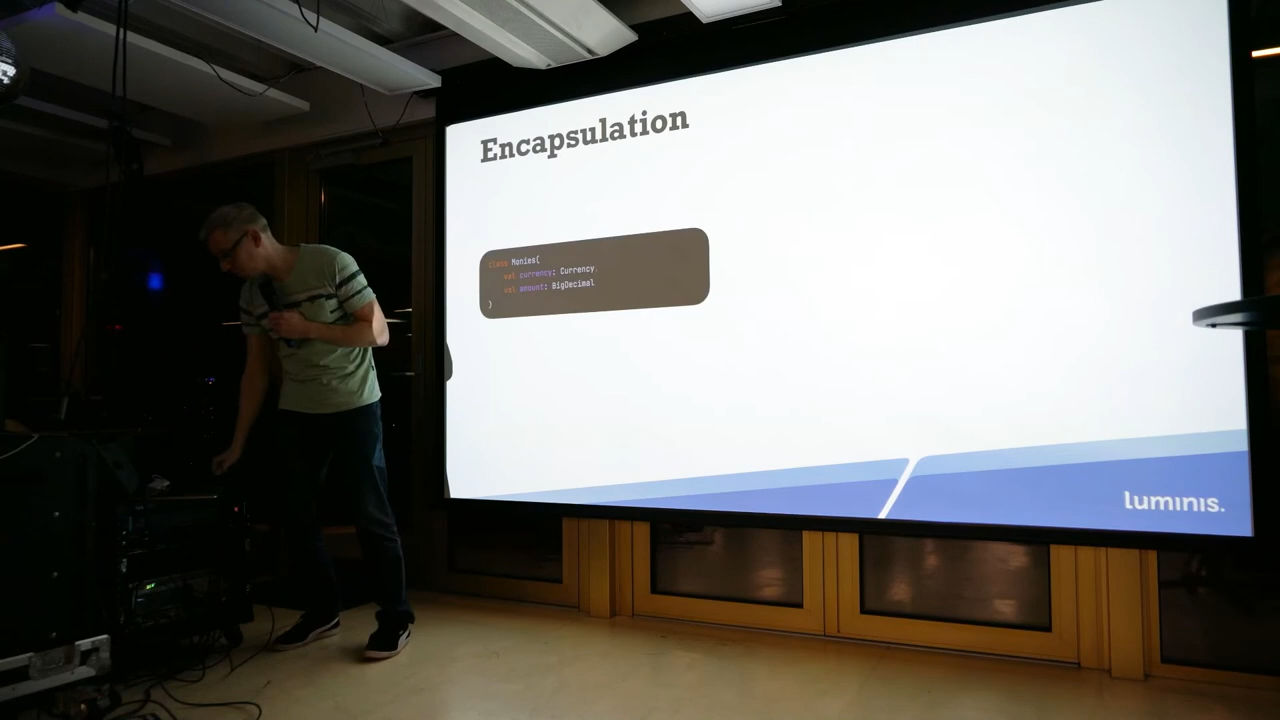 Encapsulation
class Monies(
val currency: Currency,
val amount: BigDecimal
)
luminis.